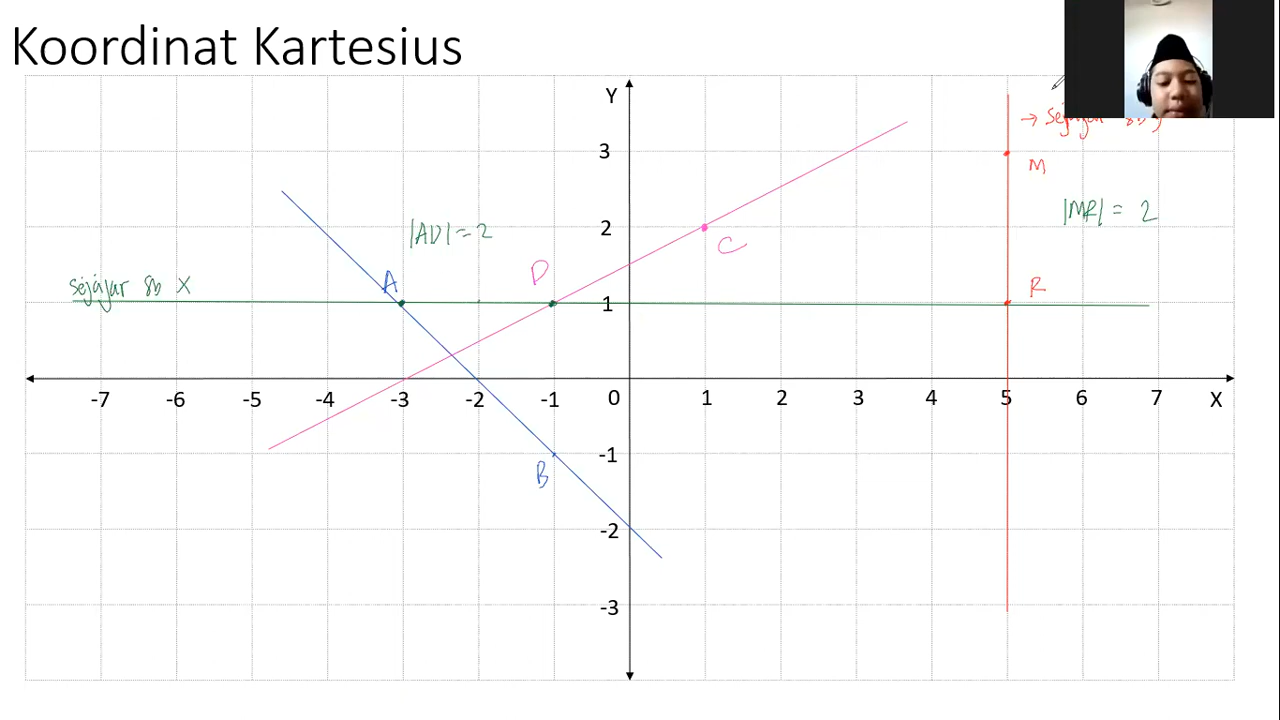 Koordinat Kartesius
Y
→ Sejajar sb y
3
M
|MR| = 2
2
|AD| = 2
C
D
A
sejajar sb X
R
1
-7 -6 -5 -4 -3 -2 -1 0 1 2 3 4 5 6 7 X
-1
B
-2
-3